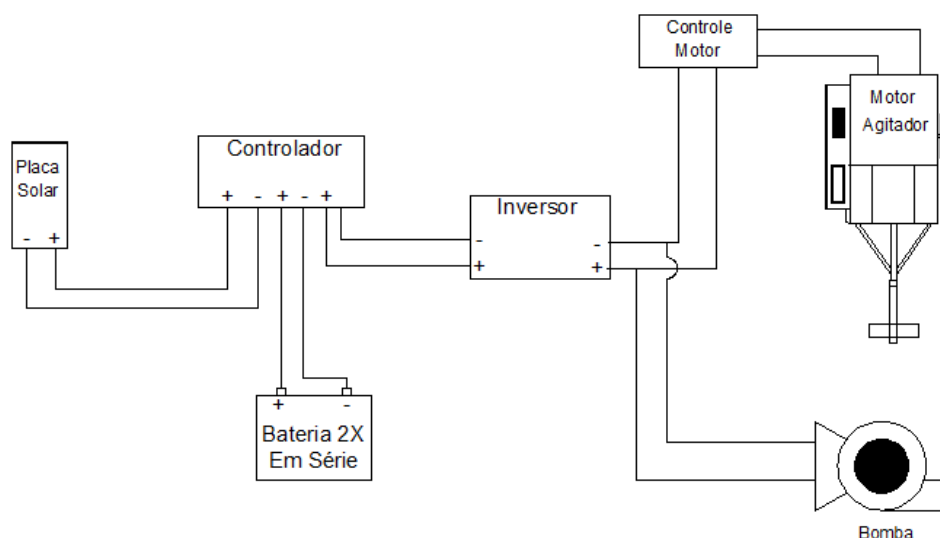 Controle
Motor
Motor
Agitador
Controlador
+ - + - +
Placa
Solar
- +
Inversor
- -
+ +
+ -
Bateria 2X
Em Série
Bomba